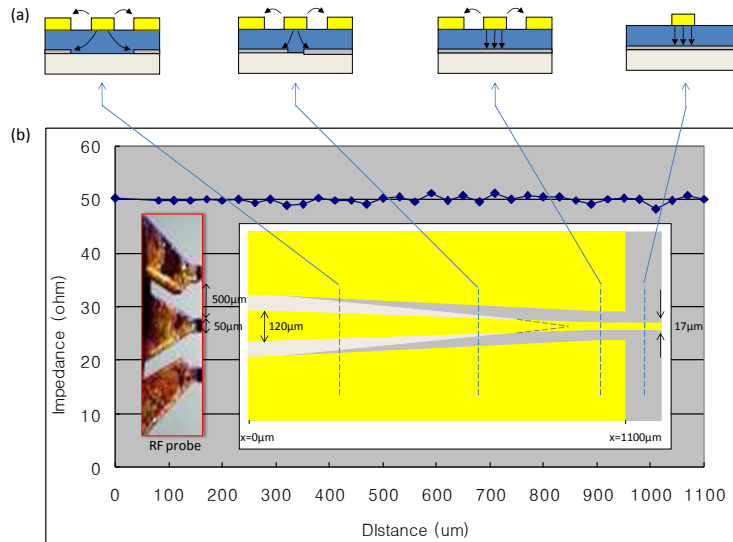 (a)
(b)
60
50
40
30
20
10
0
Impedance (ohm)
500µm
50µm
RF probe
120µm
17µm
x=0µm
x=1100µm
0 100 200 300 400 500 600 700 800 900 1000 1100
DIstance (um)